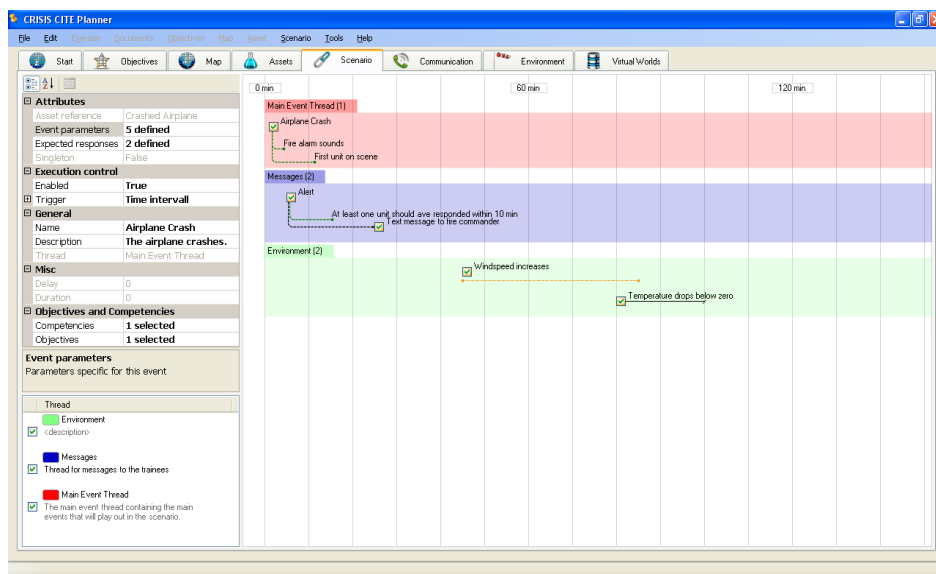 CRISIS CITE Planner
File Edit Exercise Documents Objectives Map Asset Scenario Tools Help
Start Objectives Map Assets Scenario Communication Environment Virtual Worlds
0 min 60 min 120 min
Attributes
Asset reference Crashed Airplane
Event parameters 5 defined
Expected responses 2 defined
Singleton False
Execution control
Enabled True
Trigger Time intervall
General
Name Airplane Crash
Description The airplane crashes.
Thread Main Event Thread
Misc
Delay 0
Duration 0
Objectives and Competencies
Competencies 1 selected
Objectives 1 selected
Event parameters
Parameters specific for this event
Thread
Environment
<description>
Messages
Thread for messages to the trainees
Main Event Thread
The main event thread containing the main
events that will play out in the scenario.
Main Event Thread (1)
Airplane Crash
Fire alarm sounds
First unit on scene
Messages (2)
Alert
At least one unit should ave responded within 10 min
Text message to fire commander
Environment (2)
Windspeed increases
Temperature drops below zero